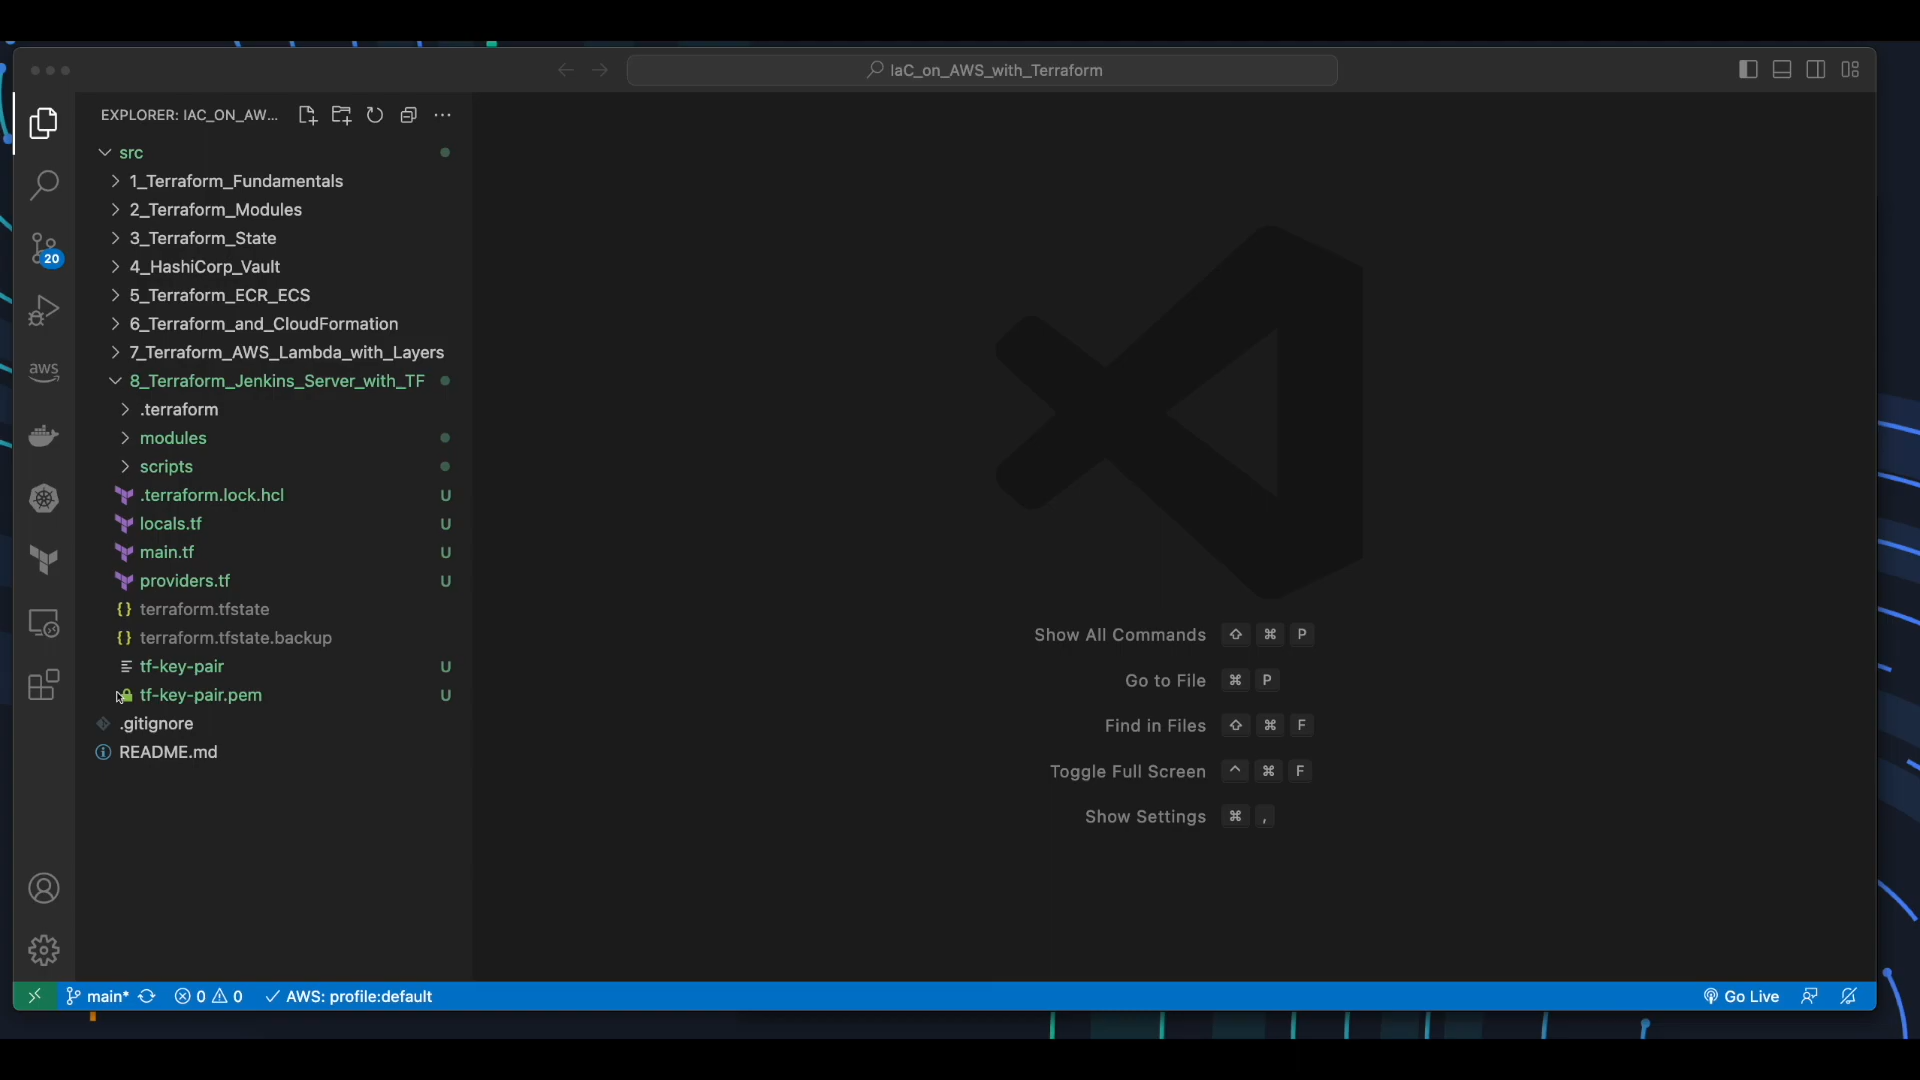 IaC_on_AWS_with_Terraform
EXPLORER: IAC_ON_AW...
src
1_Terraform_Fundamentals
2_Terraform_Modules
3_Terraform_State
4_HashiCorp_Vault
5_Terraform_ECR_ECS
6_Terraform_and_CloudFormation
7_Terraform_AWS_Lambda_with_Layers
8_Terraform_Jenkins_Server_with_TF
.terraform
modules
scripts
.terraform.lock.hcl U
locals.tf U
main.tf U
providers.tf U
{} terraform.tfstate
{} terraform.tfstate.backup
tf-key-pair U
tf-key-pair.pem U
.gitignore
README.md
20
aws
Show All Commands ⇧ ⌘ P
Go to File ⌘ P
Find in Files ⇧ ⌘ F
Toggle Full Screen ^ ⌘ F
Show Settings ⌘ ,
main* 0 0 AWS: profile:default Go Live